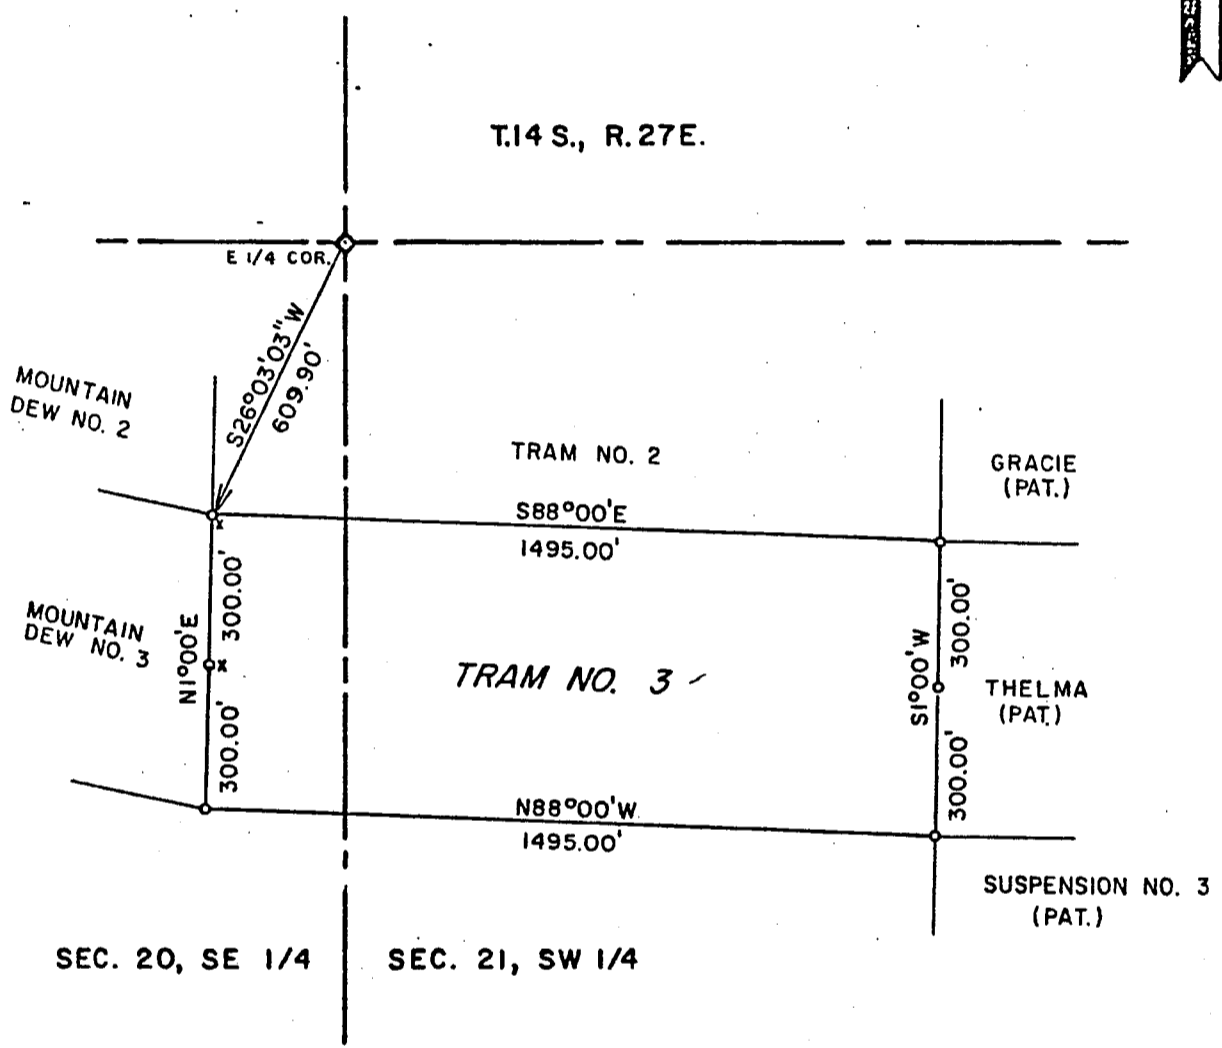 T.14 S., R. 27E.
E 1/4 COR.
S26°03'03"W
609.90'
MOUNTAIN
DEW NO. 2
TRAM NO. 2
GRACIE
(PAT.)
S88°00'E
1495.00'
300.00'
MOUNTAIN
DEW NO. 3
N1°00'E
300.00'
TRAM NO. 3
300.00'
S1°00'W
THELMA
(PAT.)
300.00'
N88°00'W
1495.00'
SUSPENSION NO. 3
(PAT.)
SEC. 20, SE 1/4
SEC. 21, SW 1/4